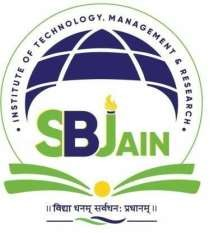 • INSTITUTE OF TECHNOLOGY, MANAGEMENT & RESEARCH •
SBJAIN
॥ विद्या धनम् सर्वधनः प्रधानम् ॥